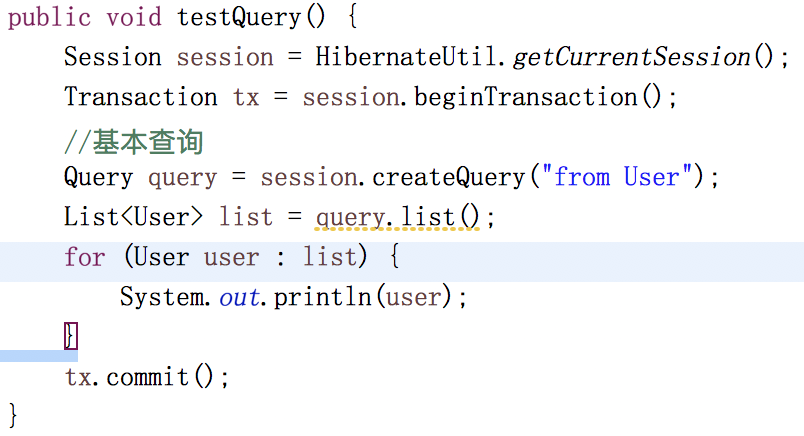 public void testQuery() {
Session session = HibernateUtil.getCurrentSession();
Transaction tx = session.beginTransaction();
//基本查询
Query query = session.createQuery("from User");
List<User> list = query.list();
for (User user : list) {
System.out.println(user);
}
tx.commit();
}